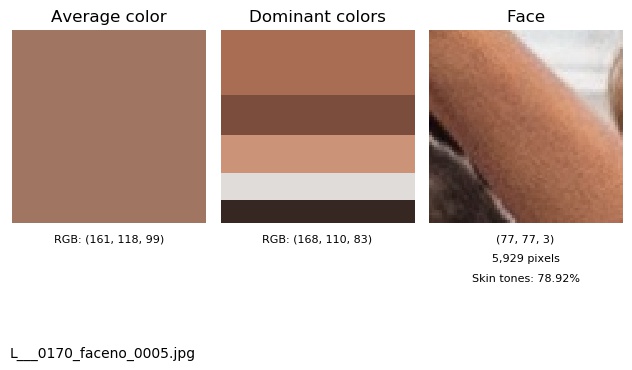 Average color
Dominant colors
Face
RGB: (161, 118, 99)
RGB: (168, 110, 83)
(77, 77, 3)
5,929 pixels
Skin tones: 78.92%
L___0170_faceno_0005.jpg